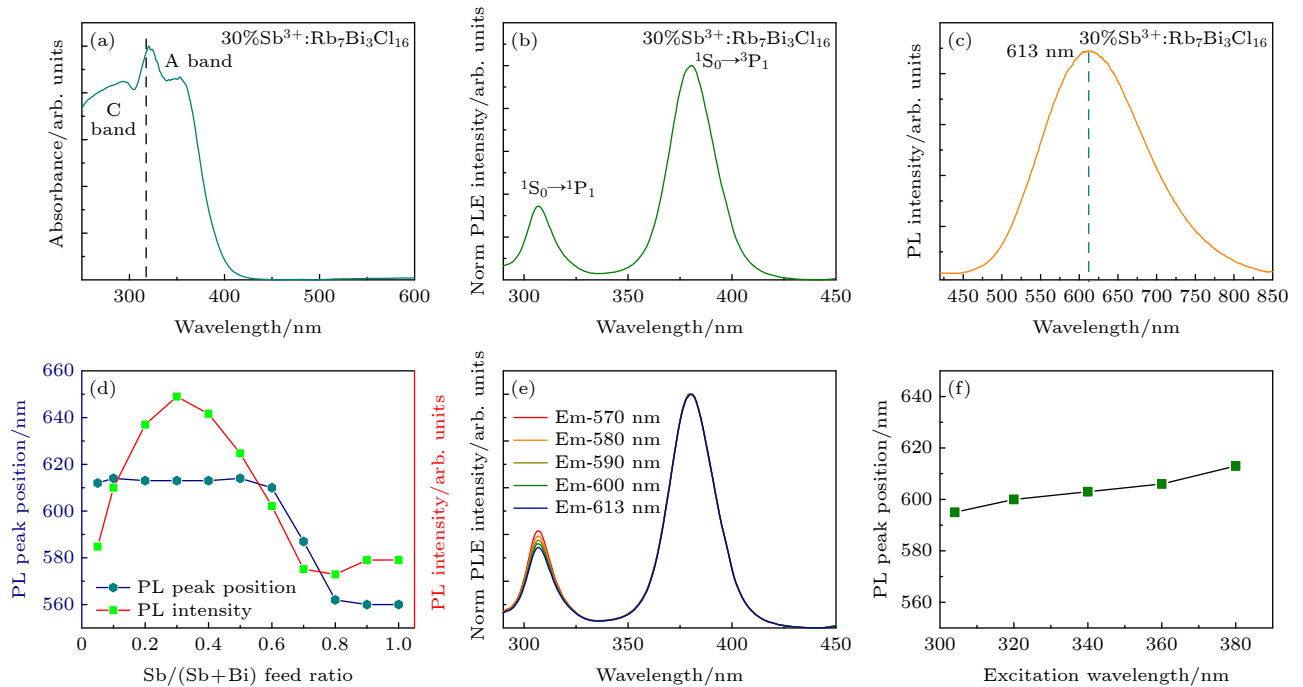 (a)
30%Sb³⁺:Rb₇Bi₃Cl₁₆
A band
C
band
Absorbance/arb. units
300
400
500
600
Wavelength/nm
(b)
30%Sb³⁺:Rb₇Bi₃Cl₁₆
¹S₀→³P₁
¹S₀→¹P₁
Norm PLE intensity/arb. units
300
350
400
450
Wavelength/nm
(c)
30%Sb³⁺:Rb₇Bi₃Cl₁₆
613 nm
PL intensity/arb. units
450
500
550
600
650
700
750
800
850
Wavelength/nm
(d)
660
640
620
600
580
560
PL peak position/nm
PL intensity/arb. units
PL peak position
PL intensity
0
0.2
0.4
0.6
0.8
1.0
Sb/(Sb+Bi) feed ratio
(e)
Em-570 nm
Em-580 nm
Em-590 nm
Em-600 nm
Em-613 nm
Norm PLE intensity/arb. units
300
350
400
450
Wavelength/nm
(f)
640
620
600
580
560
PL peak position/nm
300
320
340
360
380
Excitation wavelength/nm